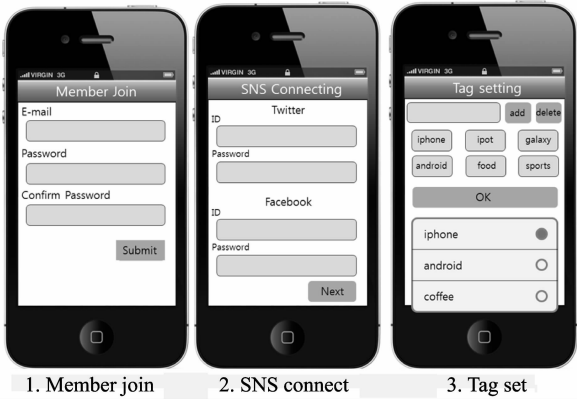 VIRGIN 3G
Member Join
E-mail
Password
Confirm Password
Submit
1. Member join
VIRGIN 3G
SNS Connecting
Twitter
ID
Password
Facebook
ID
Password
Next
2. SNS connect
VIRGIN 3G
Tag setting
add delete
iphone ipot galaxy
android food sports
OK
iphone
android
coffee
3. Tag set